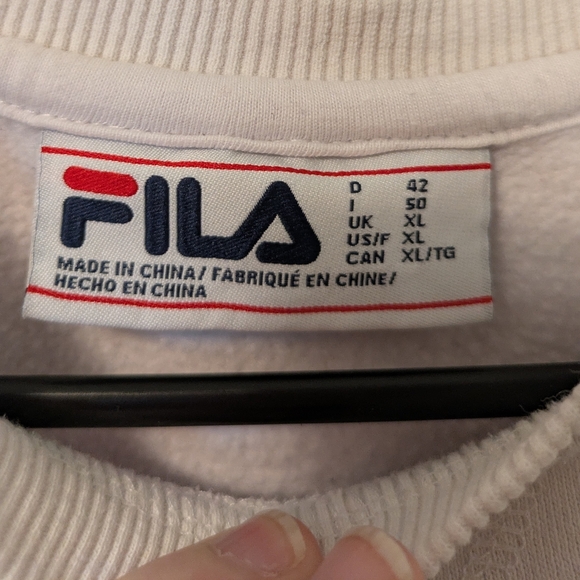 FILA
D 42
I 50
UK XL
US/F XL
CAN XL/TG
MADE IN CHINA/ FABRIQUÉ EN CHINE/
HECHO EN CHINA